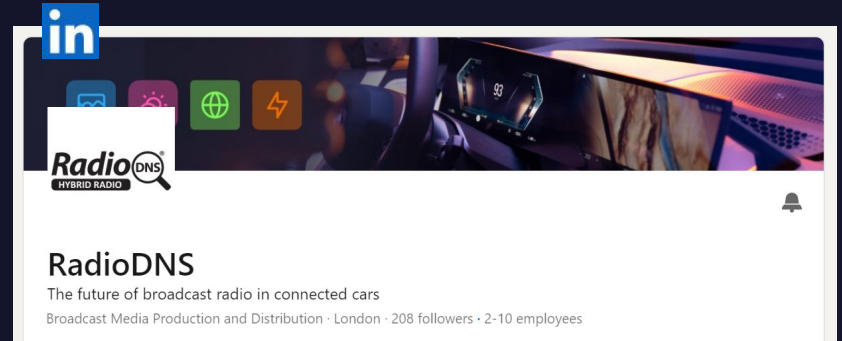 in
93
Radio DNS
HYBRID RADIO
RadioDNS
The future of broadcast radio in connected cars
Broadcast Media Production and Distribution · London · 208 followers · 2-10 employees